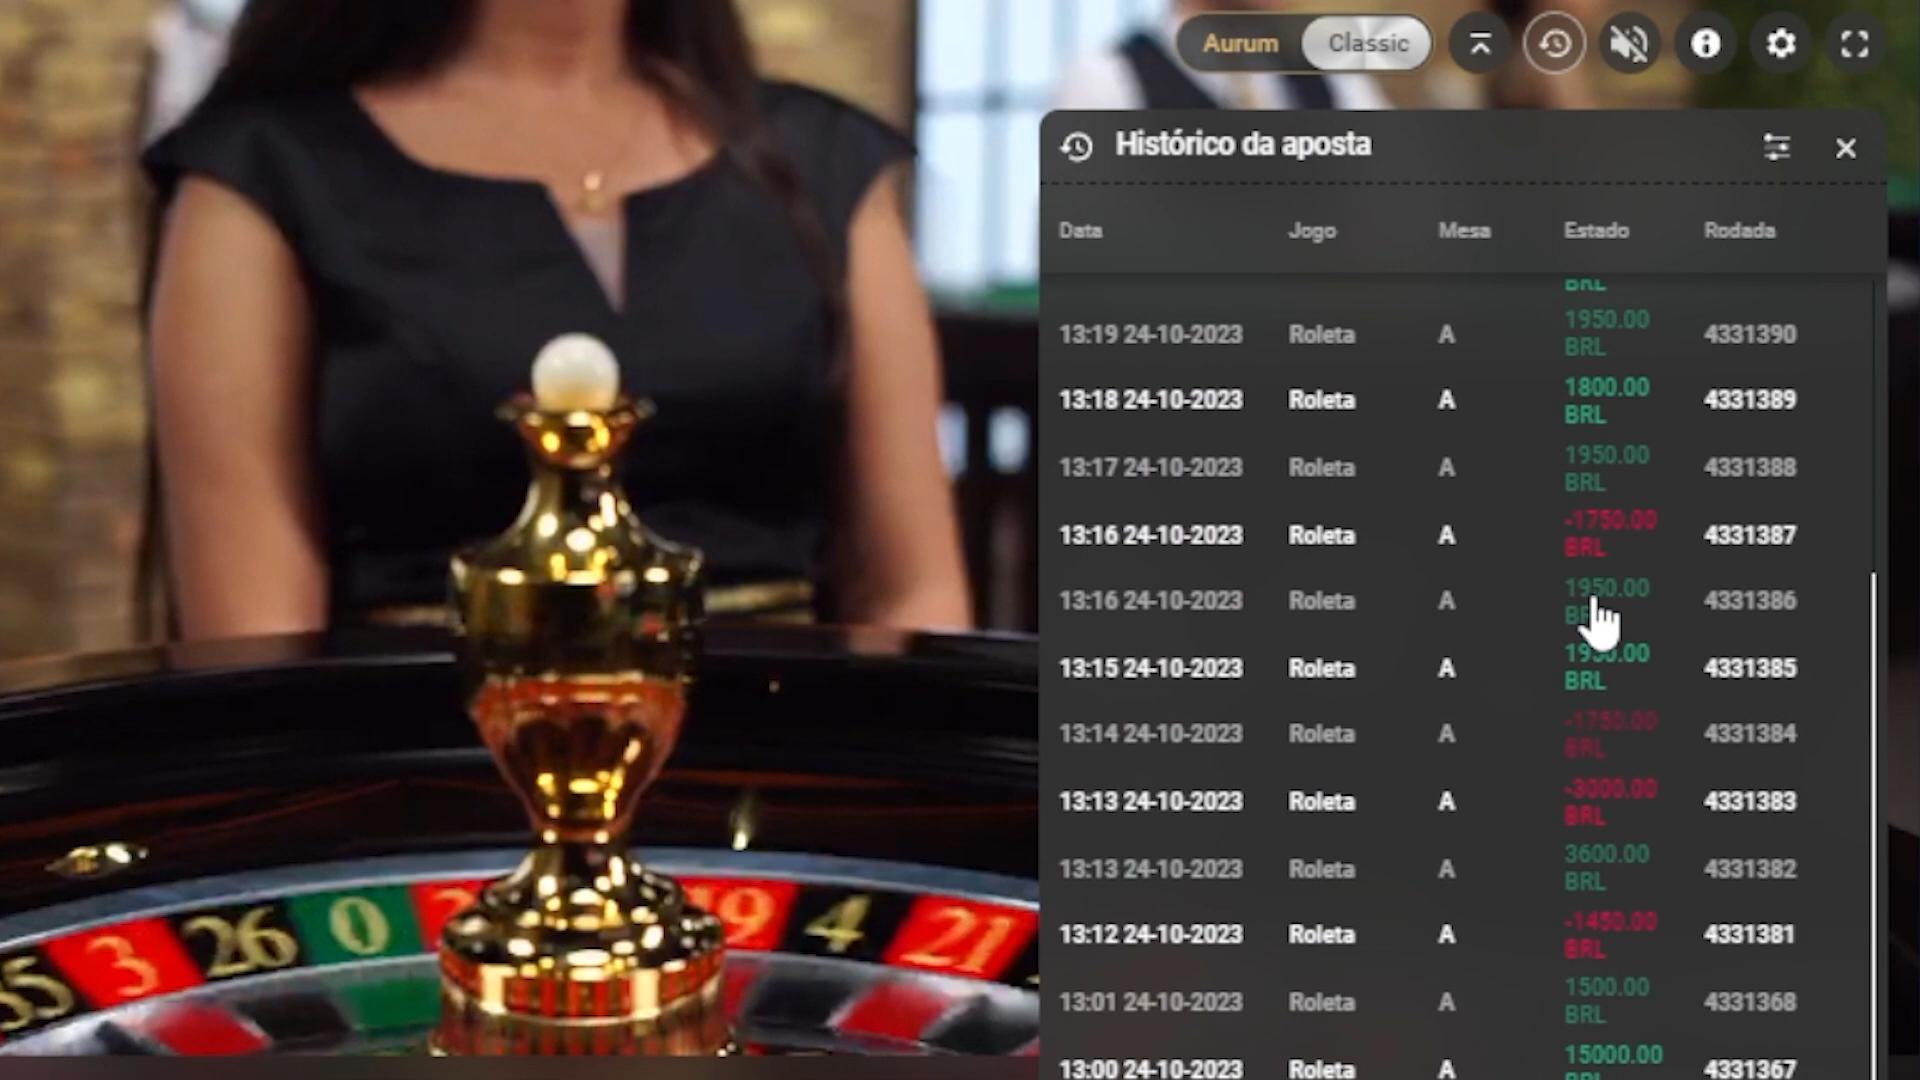 Aurum Classic
Histórico da aposta
Data Jogo Mesa Estado Rodada
BRL
13:19 24-10-2023 Roleta A 1950.00 BRL 4331390
13:18 24-10-2023 Roleta A 1800.00 BRL 4331389
13:17 24-10-2023 Roleta A 1950.00 BRL 4331388
13:16 24-10-2023 Roleta A -1750.00 BRL 4331387
13:16 24-10-2023 Roleta A 1950.00 4331386
13:15 24-10-2023 Roleta A BRL 4331385
13:14 24-10-2023 Roleta A -1750.00 BRL 4331384
13:13 24-10-2023 Roleta A -3000.00 BRL 4331383
13:13 24-10-2023 Roleta A 3600.00 BRL 4331382
13:12 24-10-2023 Roleta A -1450.00 BRL 4331381
13:01 24-10-2023 Roleta A 1500.00 BRL 4331368
13:00 24-10-2023 Roleta A 15000.00 4331367
3 26 0 19 4 21